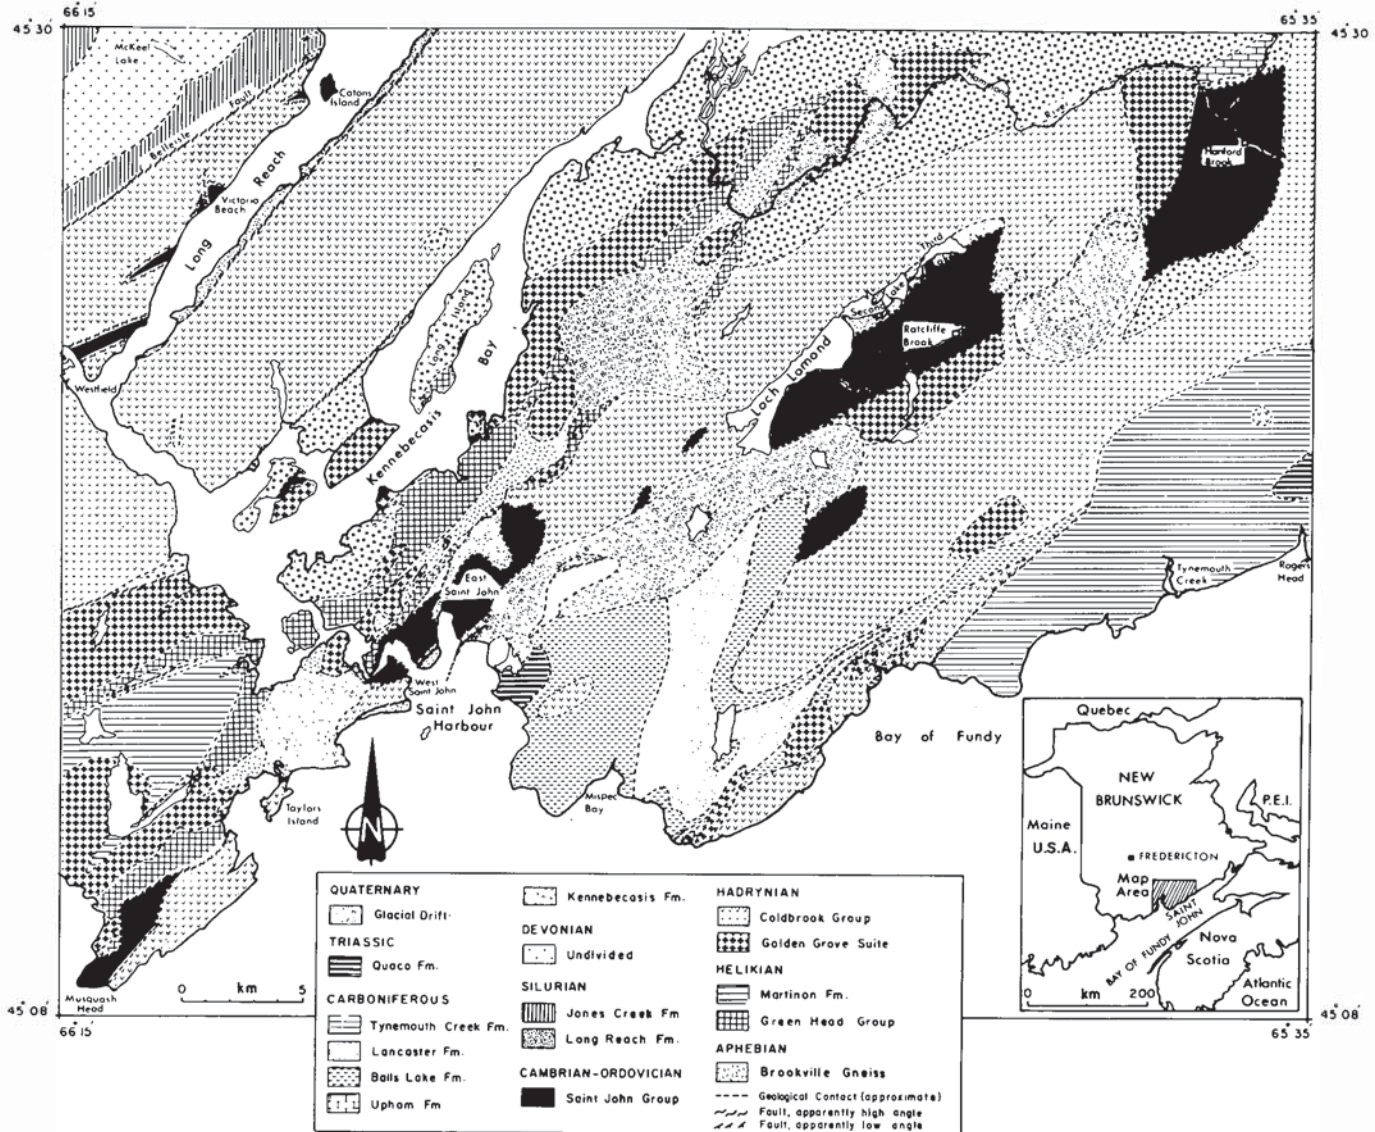 66°15'
65°35'
45°30
45°30
McKeel
Lake
Catons
Island
Belleisle Fault
Long Reach
Victoria
Beach
Westfield
Long Island
Kennebecasis Bay
Hammond River
Hanford
Brook
Third
Second Lake
Lake
Loch Lomond
Ratcliffe
Brook
East
Saint John
West
Saint John
Saint John
Harbour
Taylors
Island
Mispec
Bay
Musquash
Head
Tynemouth
Creek
Rogers
Head
Bay of Fundy
N
0 km 5
45°08'
66°15'
45°08
65°35'
Quebec
NEW
BRUNSWICK
P.E.I.
Maine
U.S.A.
FREDERICTON
Map
Area
SAINT
JOHN
BAY OF FUNDY
Nova
Scotia
Atlantic
Ocean
0 km 200
QUATERNARY
Glacial Drift
TRIASSIC
Quaco Fm.
CARBONIFEROUS
Tynemouth Creek Fm.
Lancaster Fm.
Balls Lake Fm.
Upham Fm
Kennebecasis Fm.
DEVONIAN
Undivided
SILURIAN
Jones Creek Fm
Long Reach Fm.
CAMBRIAN-ORDOVICIAN
Saint John Group
HADRYNIAN
Coldbrook Group
Golden Grove Suite
HELIKIAN
Martinon Fm.
Green Head Group
APHEBIAN
Brookville Gneiss
Geological Contact (approximate)
Fault, apparently high angle
Fault, apparently low angle